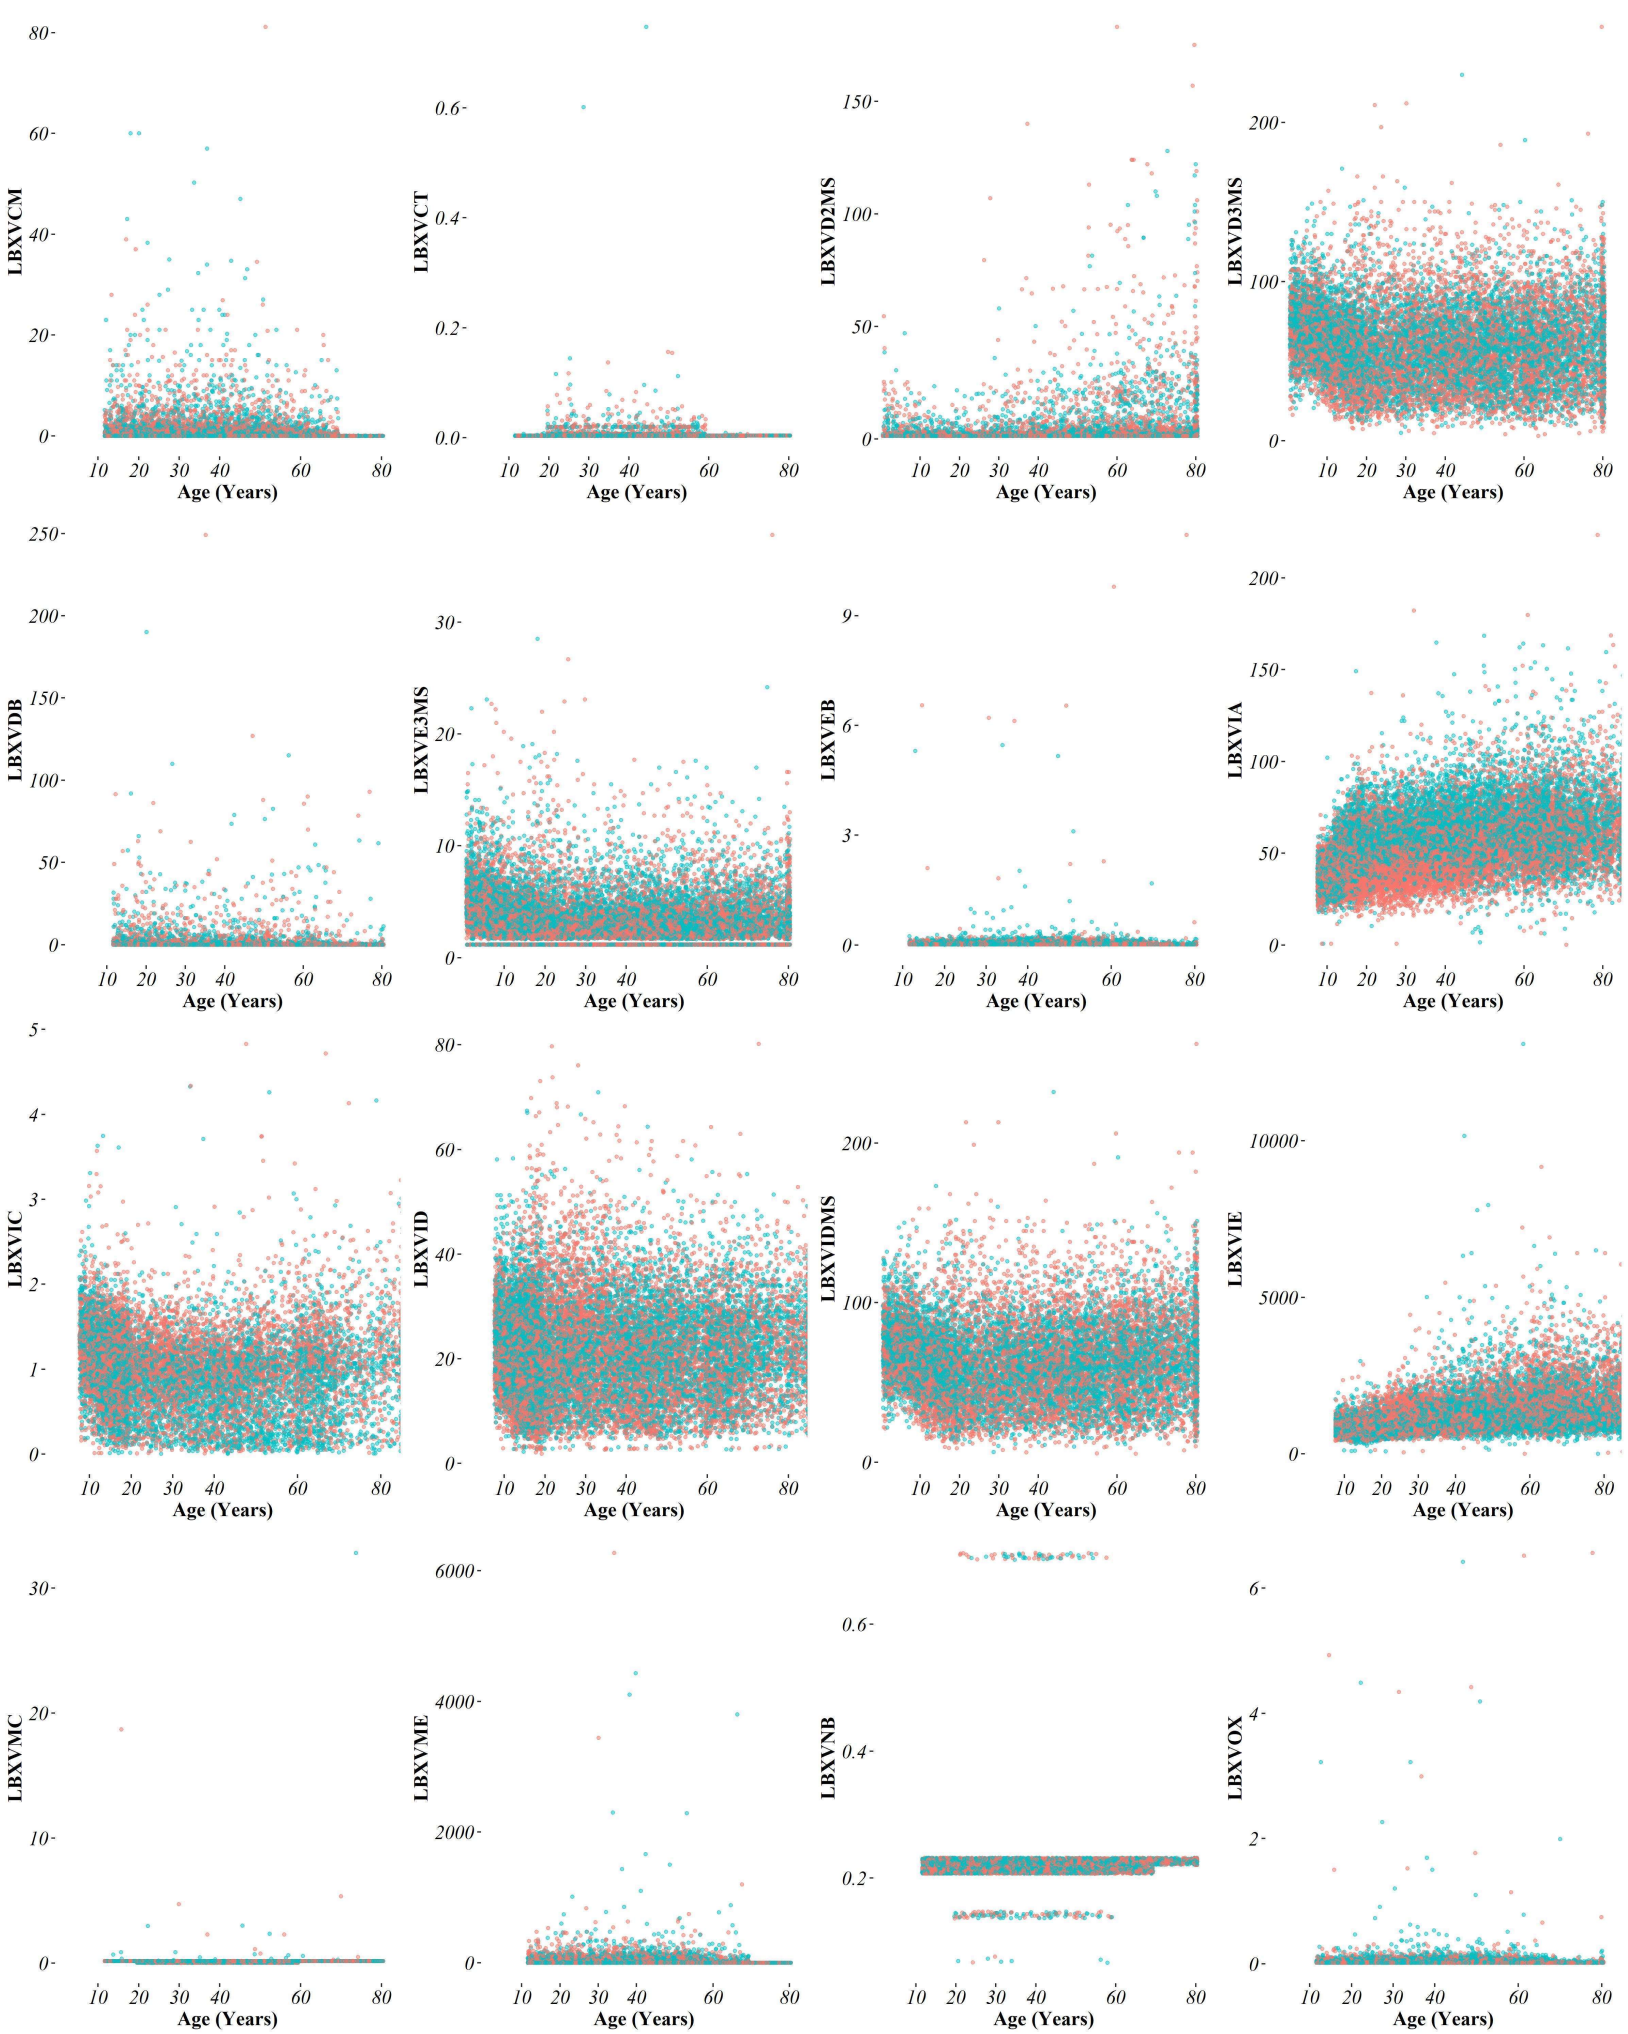 LBXVCM
80
60
40
20
0
10 20 30 40 60 80
Age (Years)
LBXVCT
0.6
0.4
0.2
0.0
10 20 30 40 60 80
Age (Years)
LBXVD2MS
150
100
50
0
10 20 30 40 60 80
Age (Years)
LBXVD3MS
200
100
0
10 20 30 40 60 80
Age (Years)
LBXVDB
250
200
150
100
50
0
10 20 30 40 60 80
Age (Years)
LBXVE3MS
30
20
10
0
10 20 30 40 60 80
Age (Years)
LBXVEB
9
6
3
0
10 20 30 40 60 80
Age (Years)
LBXVIA
200
150
100
50
0
10 20 30 40 60 80
Age (Years)
LBXVIC
5
4
3
2
1
0
10 20 30 40 60 80
Age (Years)
LBXVID
80
60
40
20
0
10 20 30 40 60 80
Age (Years)
LBXVIDMS
200
100
0
10 20 30 40 60 80
Age (Years)
LBXVIE
10000
5000
0
10 20 30 40 60 80
Age (Years)
LBXVMC
30
20
10
0
10 20 30 40 60 80
Age (Years)
LBXVME
6000
4000
2000
0
10 20 30 40 60 80
Age (Years)
LBXVNB
0.6
0.4
0.2
10 20 30 40 60 80
Age (Years)
LBXVOX
6
4
2
0
10 20 30 40 60 80
Age (Years)